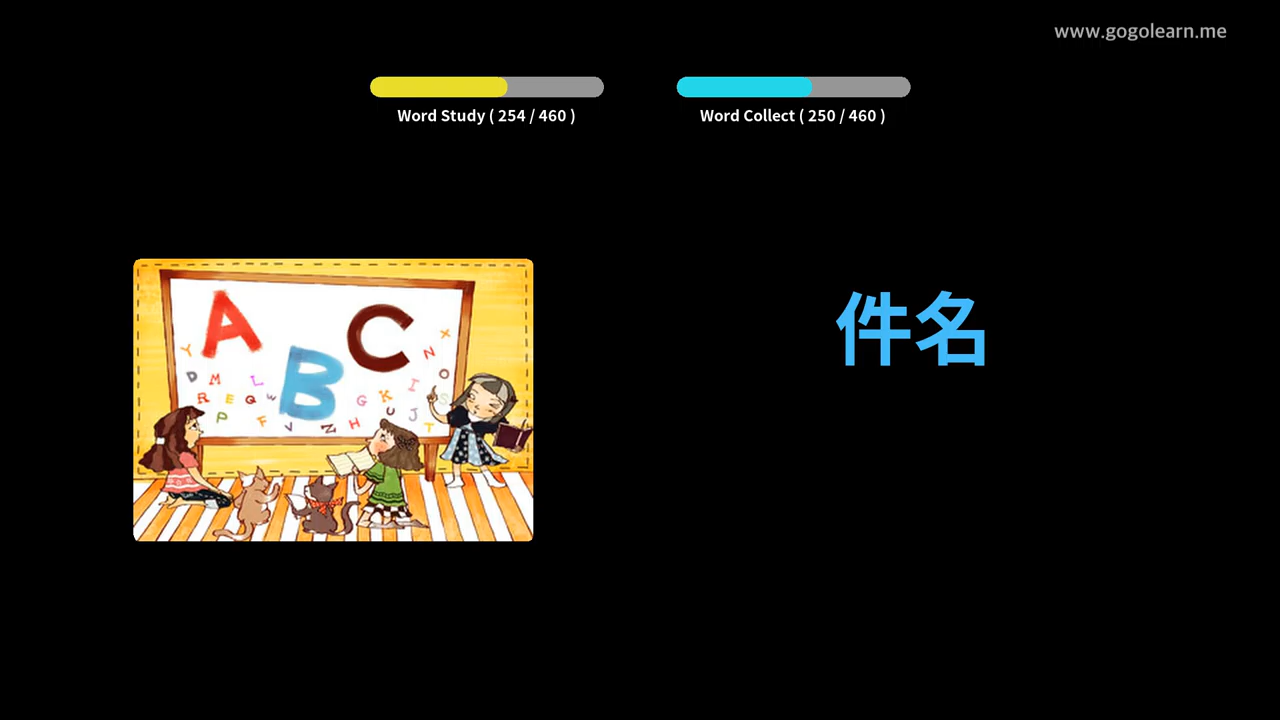 www.gogolearn.me
Word Study ( 254 / 460 )
Word Collect ( 250 / 460 )
件名
A
B
C
Y
X
N
D
M
L
O
R
E
Q
W
G
K
I
S
P
F
V
Z
H
U
J
T